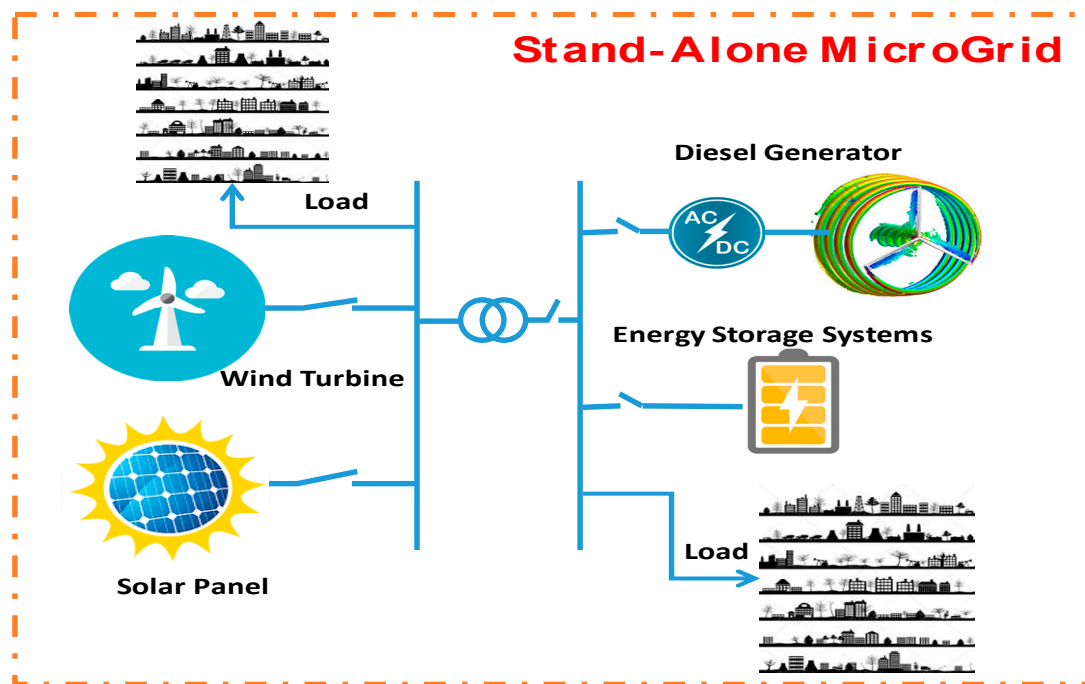 Stand-Alone MicroGrid
Diesel Generator
Load
AC
DC
Energy Storage Systems
Wind Turbine
Load
Solar Panel